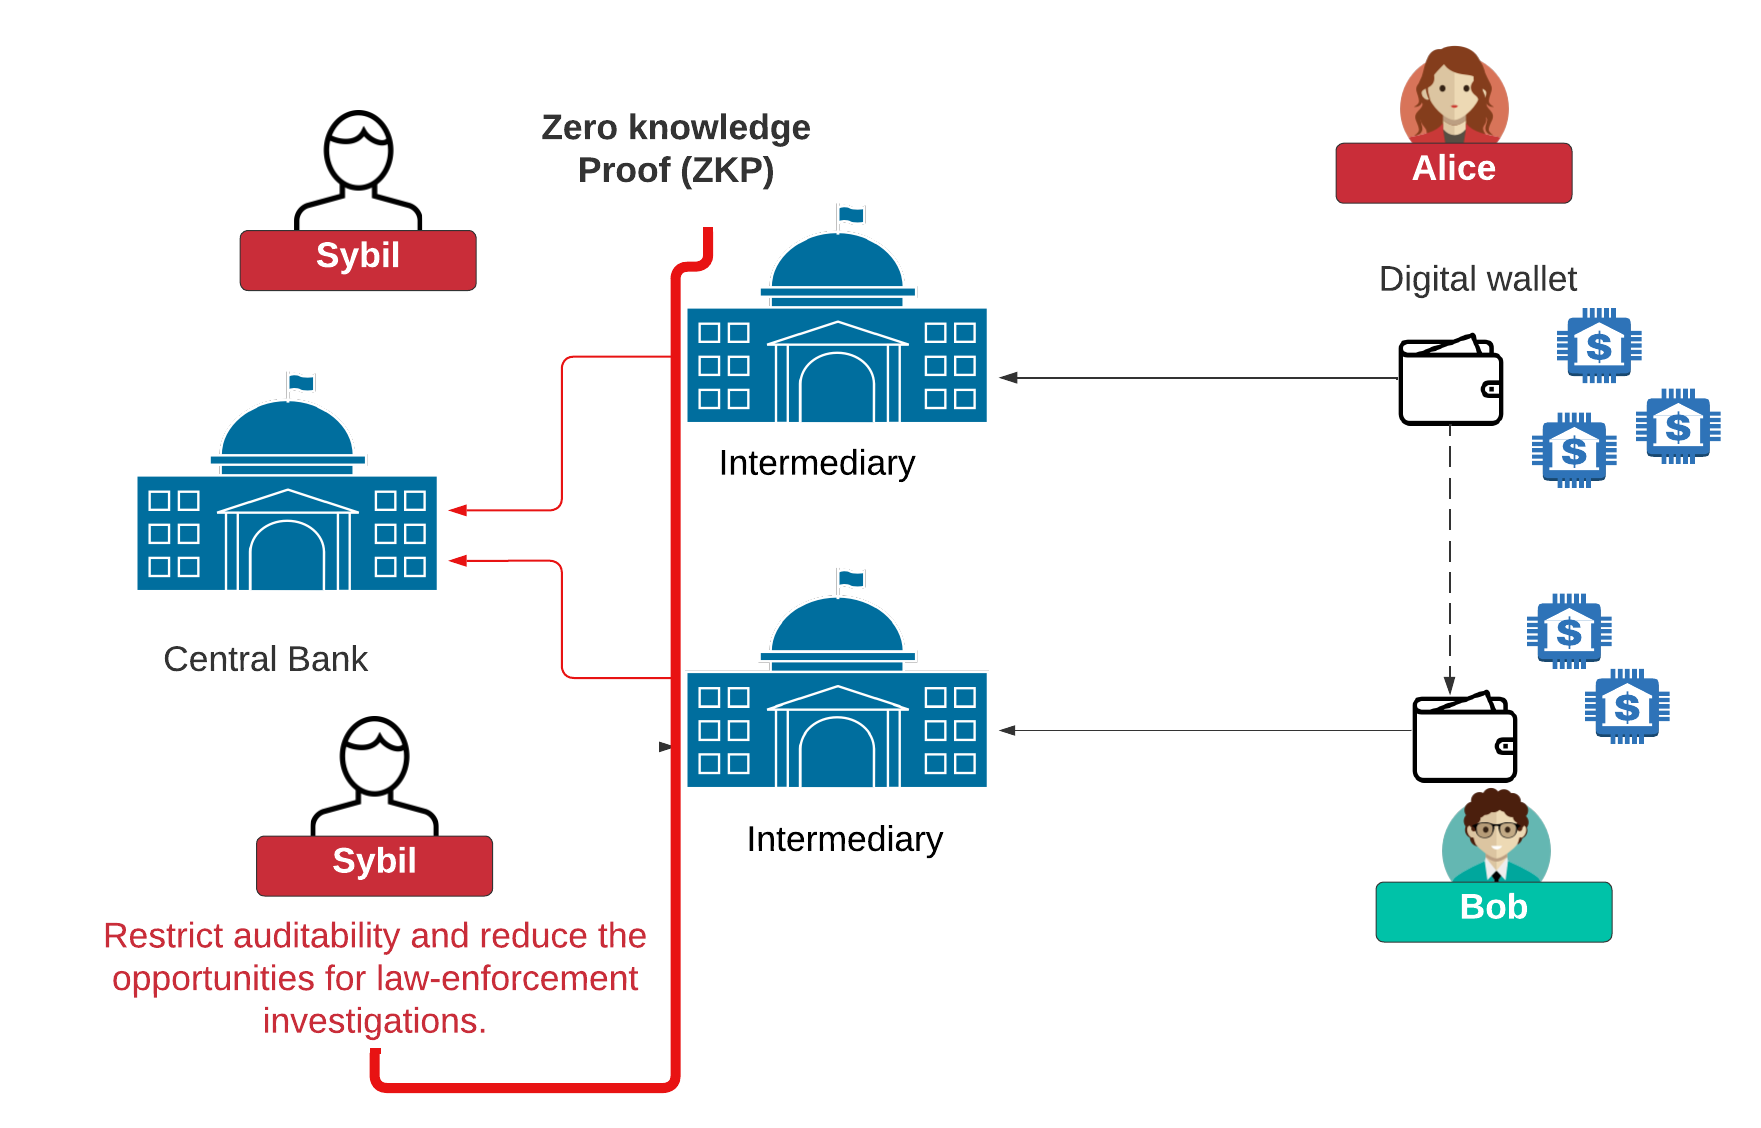 Zero knowledge
Proof (ZKP)
Alice
Sybil
Digital wallet
$
$
$
Intermediary
Central Bank
$
$
Intermediary
Sybil
Bob
Restrict auditability and reduce the
opportunities for law-enforcement
investigations.